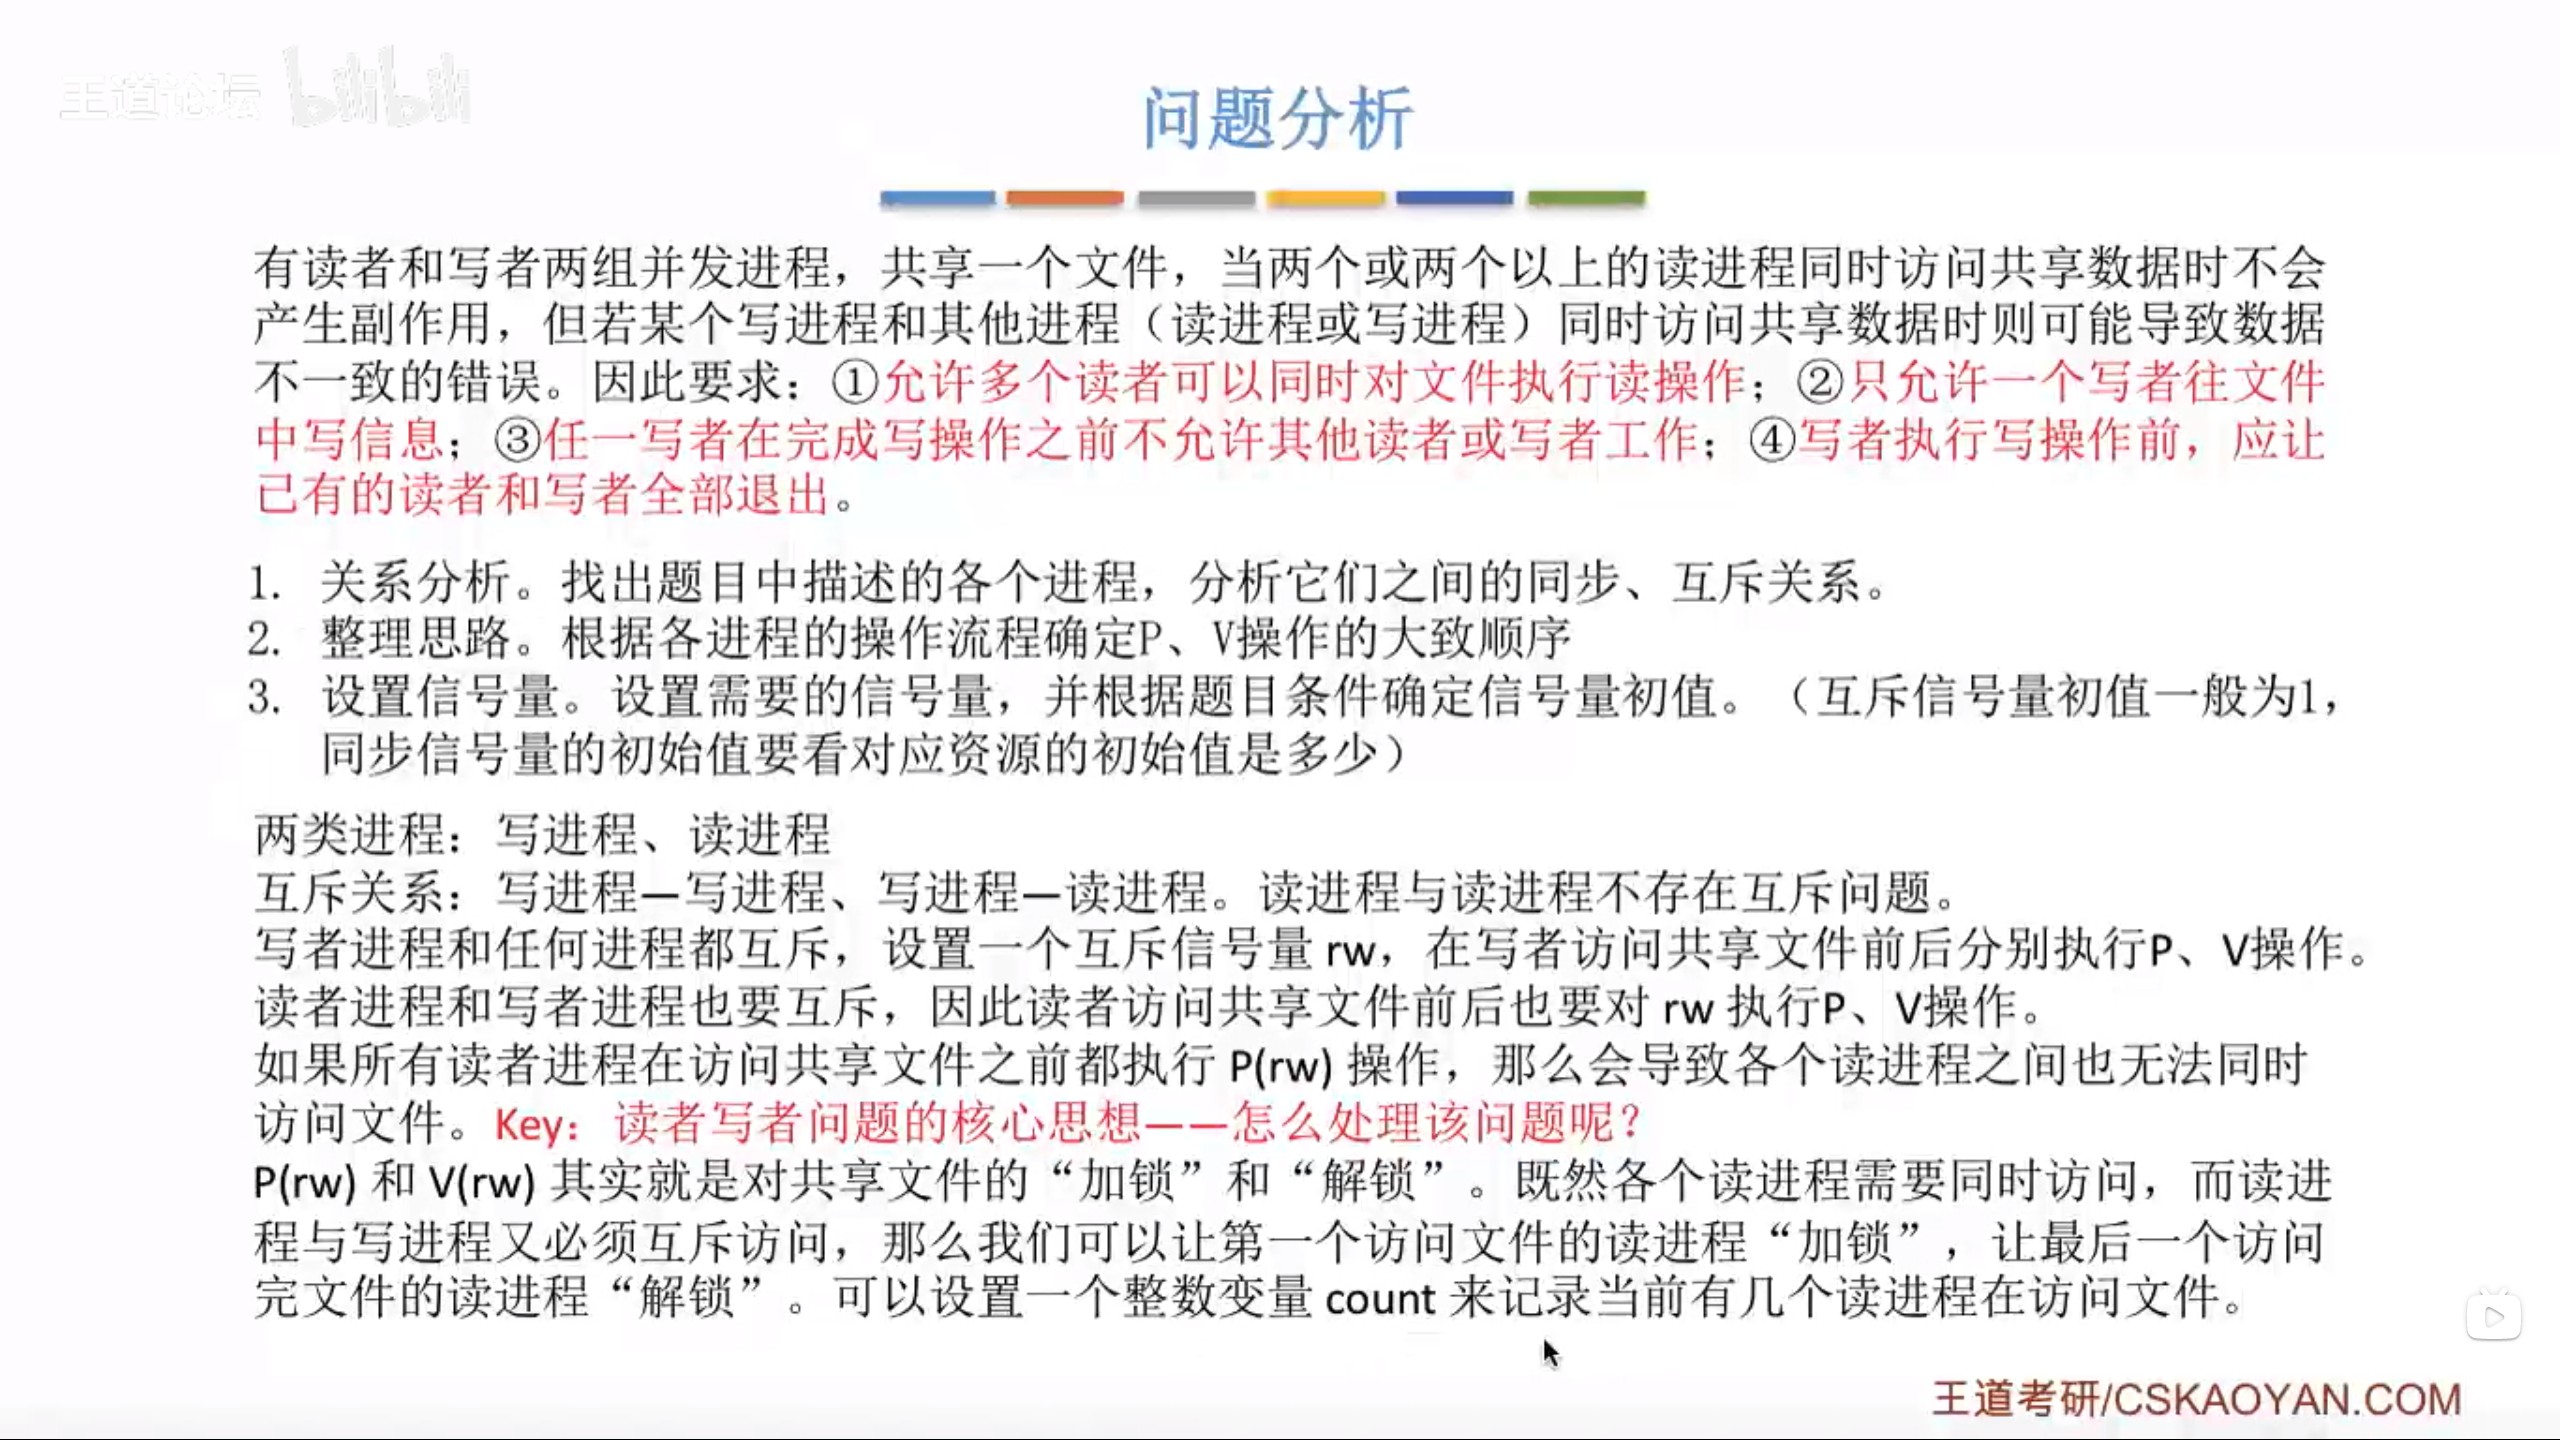 王道论坛 bilibili
问题分析
有读者和写者两组并发进程，共享一个文件，当两个或两个以上的读进程同时访问共享数据时不会
产生副作用，但若某个写进程和其他进程（读进程或写进程）同时访问共享数据时则可能导致数据
不一致的错误。因此要求：①允许多个读者可以同时对文件执行读操作；②只允许一个写者往文件
中写信息；③任一写者在完成写操作之前不允许其他读者或写者工作；④写者执行写操作前，应让
已有的读者和写者全部退出。
1. 关系分析。找出题目中描述的各个进程，分析它们之间的同步、互斥关系。
2. 整理思路。根据各进程的操作流程确定P、V操作的大致顺序
3. 设置信号量。设置需要的信号量，并根据题目条件确定信号量初值。（互斥信号量初值一般为1，
同步信号量的初始值要看对应资源的初始值是多少）
两类进程：写进程、读进程
互斥关系：写进程—写进程、写进程—读进程。读进程与读进程不存在互斥问题。
写者进程和任何进程都互斥，设置一个互斥信号量 rw，在写者访问共享文件前后分别执行P、V操作。
读者进程和写者进程也要互斥，因此读者访问共享文件前后也要对 rw 执行P、V操作。
如果所有读者进程在访问共享文件之前都执行 P(rw) 操作，那么会导致各个读进程之间也无法同时
访问文件。Key：读者写者问题的核心思想——怎么处理该问题呢？
P(rw) 和 V(rw) 其实就是对共享文件的“加锁”和“解锁”。既然各个读进程需要同时访问，而读进
程与写进程又必须互斥访问，那么我们可以让第一个访问文件的读进程“加锁”，让最后一个访问
完文件的读进程“解锁”。可以设置一个整数变量 count 来记录当前有几个读进程在访问文件。
王道考研/CSKAOYAN.COM